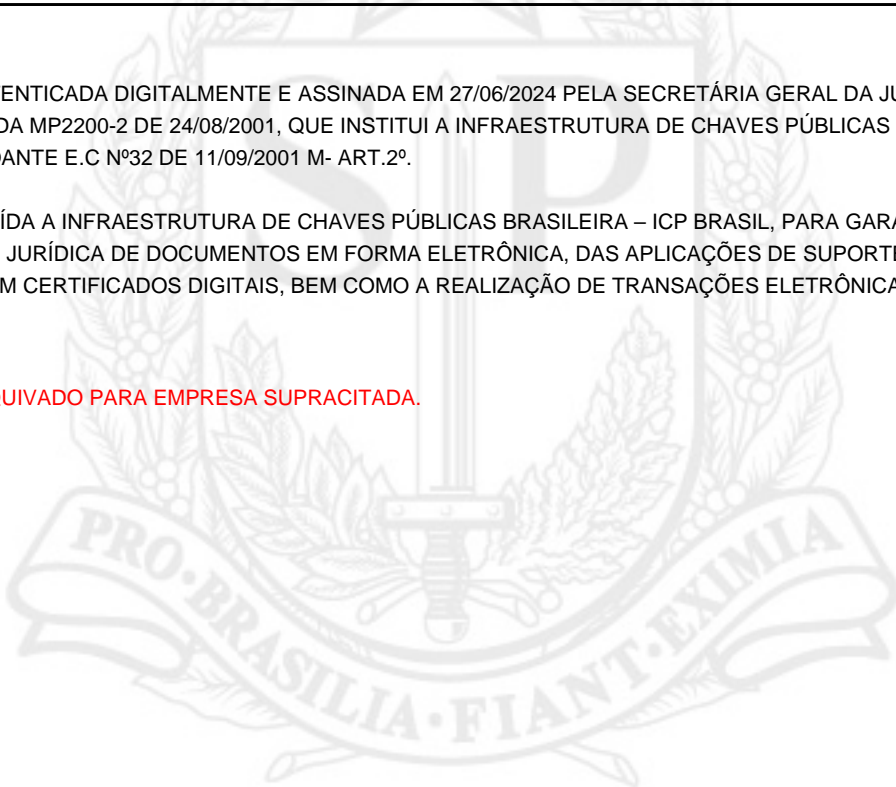 ENTICADA DIGITALMENTE E ASSINADA EM 27/06/2024 PELA SECRETÁRIA GERAL DA JU
DA MP2200-2 DE 24/08/2001, QUE INSTITUI A INFRAESTRUTURA DE CHAVES PÚBLICAS
DANTE E.C Nº32 DE 11/09/2001 M- ART.2º.
ÍDA A INFRAESTRUTURA DE CHAVES PÚBLICAS BRASILEIRA – ICP BRASIL, PARA GARA
JURÍDICA DE DOCUMENTOS EM FORMA ELETRÔNICA, DAS APLICAÇÕES DE SUPORTE
M CERTIFICADOS DIGITAIS, BEM COMO A REALIZAÇÃO DE TRANSAÇÕES ELETRÔNICA
UIVADO PARA EMPRESA SUPRACITADA.
SP
PRO·BRASILIA·FIANT·EXIMIA